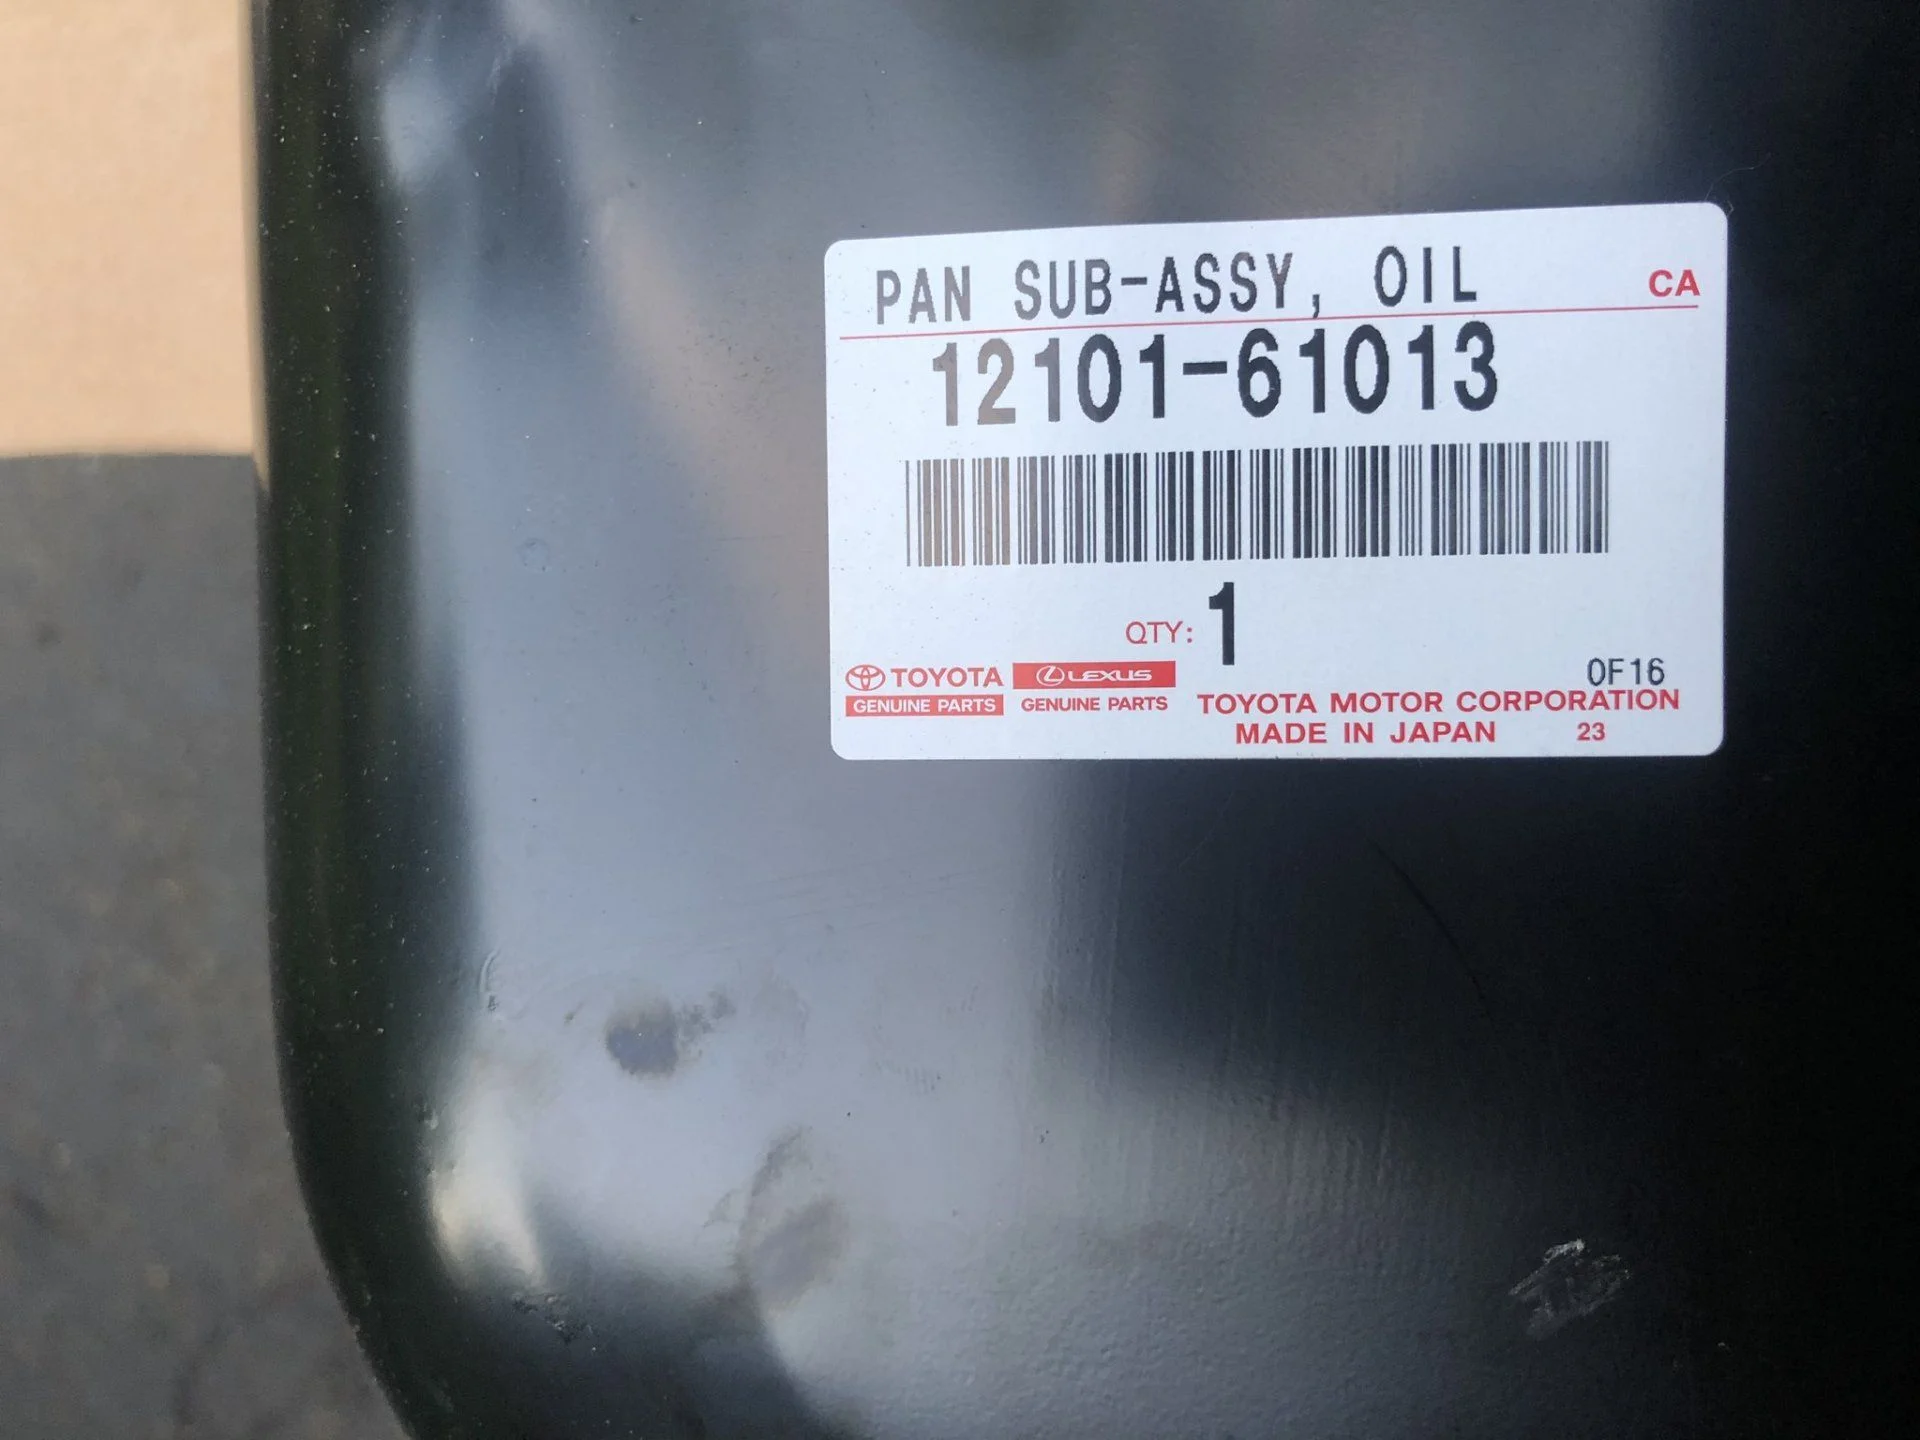 PAN SUB-ASSY, OIL CA
12101-61013
QTY: 1
0F16
TOYOTA LEXUS
GENUINE PARTS GENUINE PARTS
TOYOTA MOTOR CORPORATION
MADE IN JAPAN 23